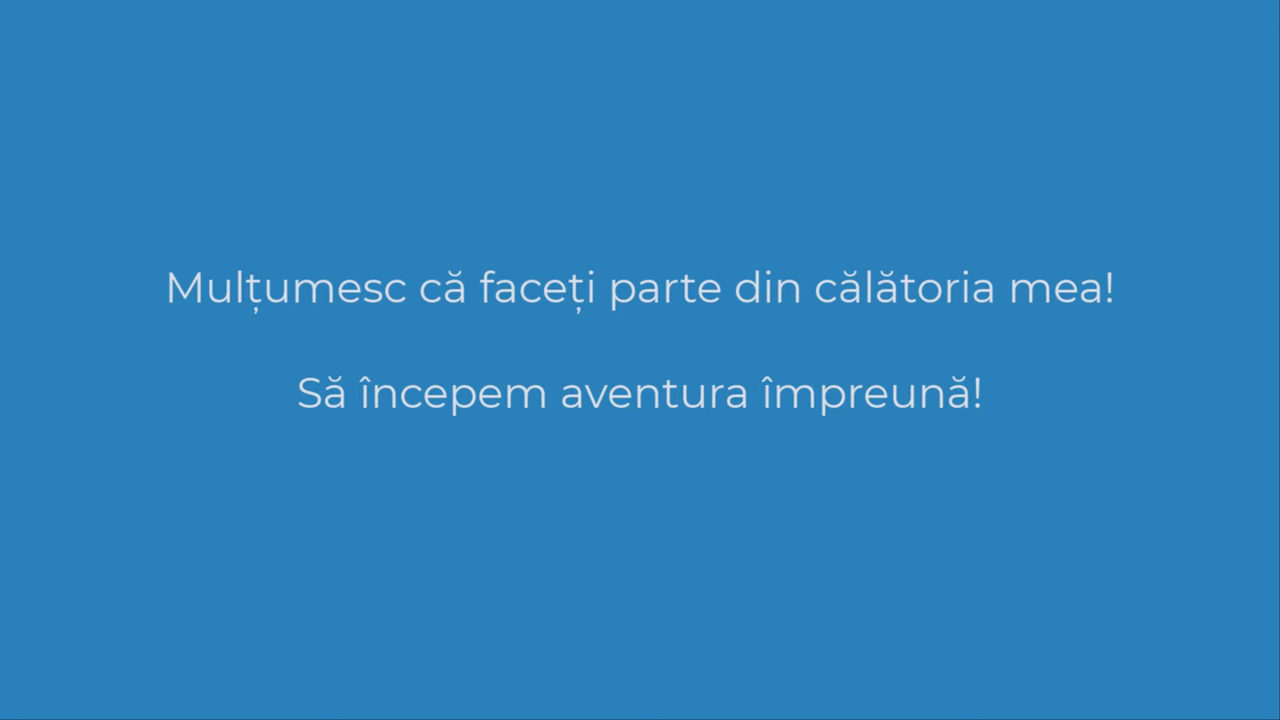 Mulțumesc că faceți parte din călătoria mea!
Să începem aventura împreună!